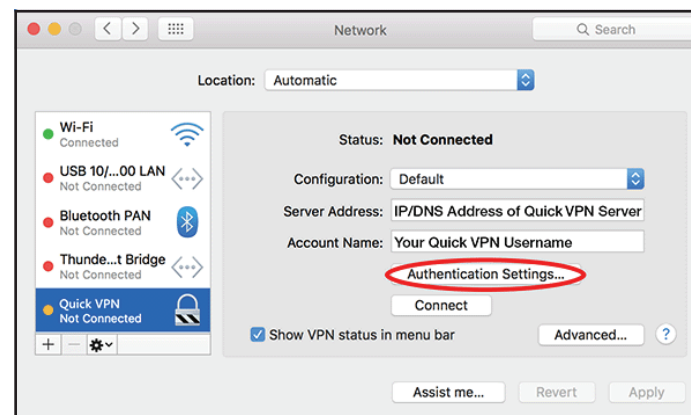 Network
Search
Location: Automatic
Wi-Fi
Connected
USB 10/...00 LAN
Not Connected
Bluetooth PAN
Not Connected
Thunde...t Bridge
Not Connected
Quick VPN
Not Connected
Status: Not Connected
Configuration: Default
Server Address: IP/DNS Address of Quick VPN Server
Account Name: Your Quick VPN Username
Authentication Settings...
Connect
Show VPN status in menu bar
Advanced... ?
Assist me... Revert Apply